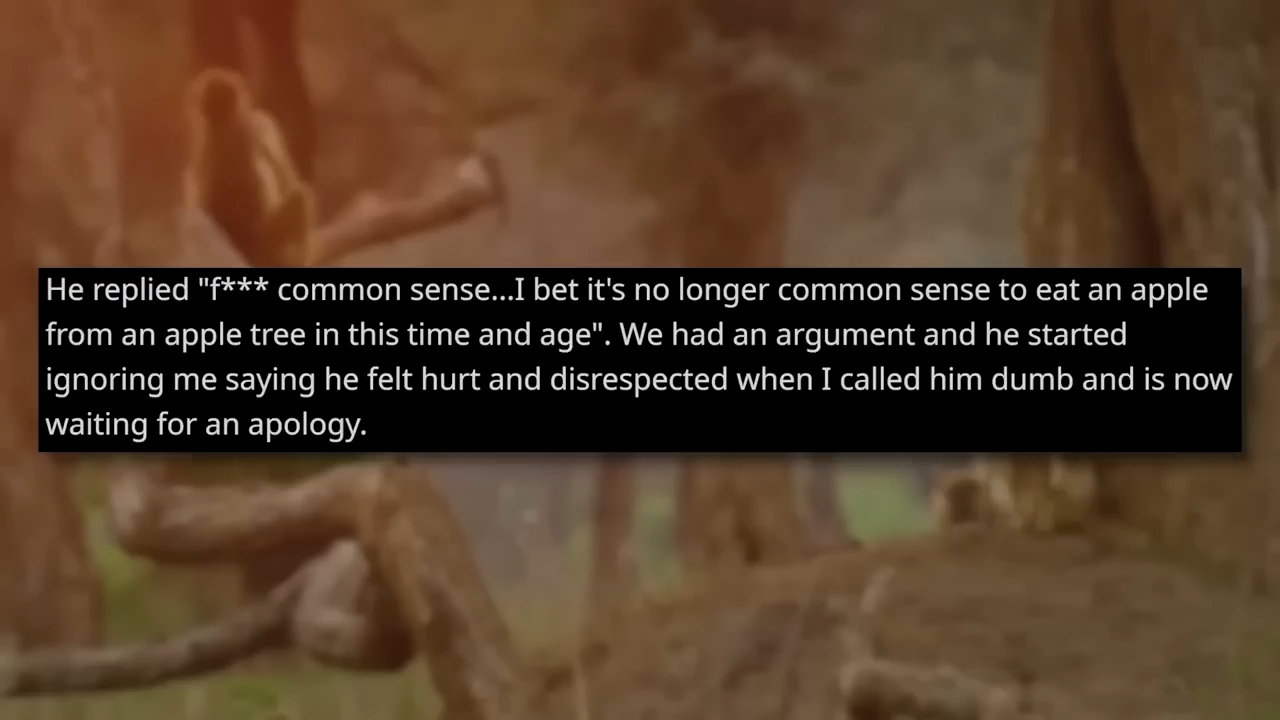 He replied "f*** common sense...I bet it's no longer common sense to eat an apple
from an apple tree in this time and age". We had an argument and he started
ignoring me saying he felt hurt and disrespected when I called him dumb and is now
waiting for an apology.